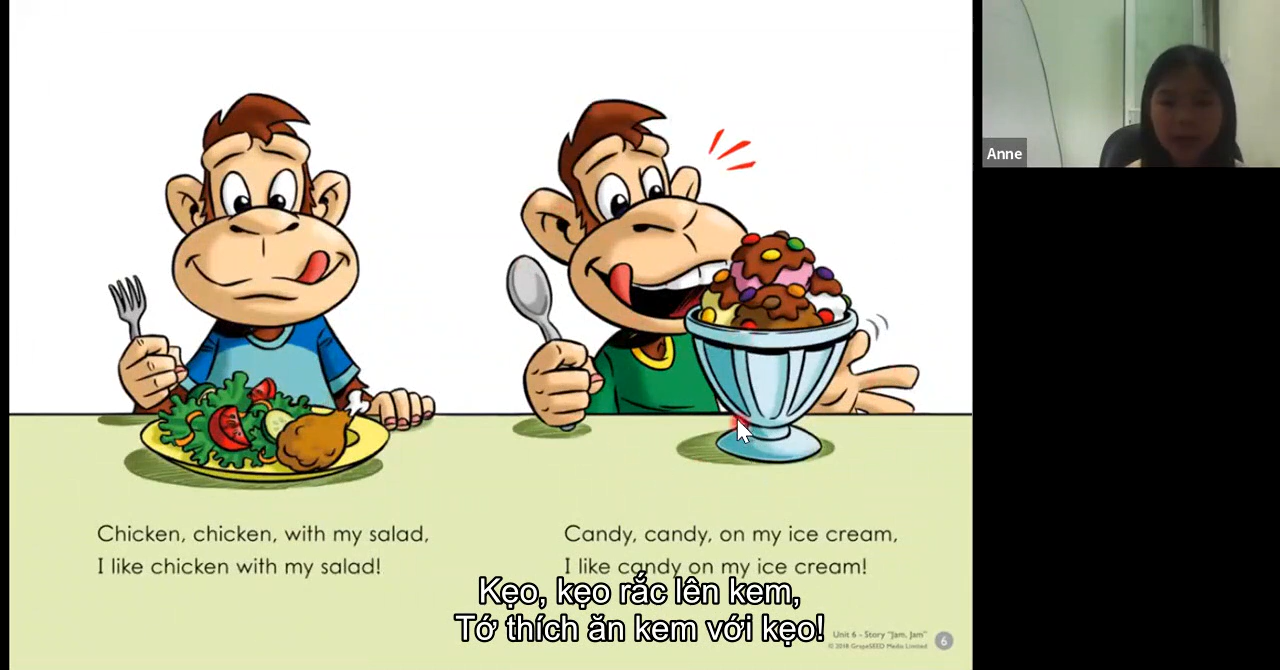 Anne
Chicken, chicken, with my salad,
I like chicken with my salad!
Candy, candy, on my ice cream,
I like candy on my ice cream!
Kẹo, kẹo rắc lên kem,
Tớ thích ăn kem với kẹo!
Unit 6 - Story "Jam, Jam"
© 2018 GrapeSEED Media Limited
6